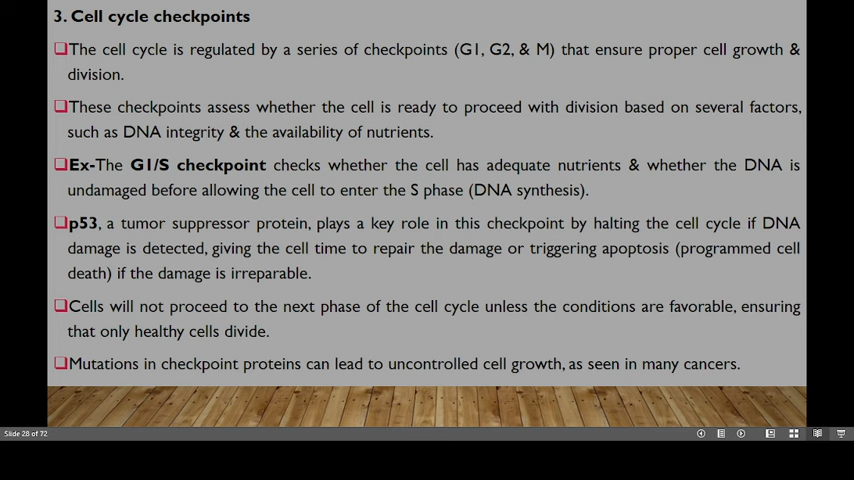 3. Cell cycle checkpoints
The cell cycle is regulated by a series of checkpoints (G1, G2, & M) that ensure proper cell growth &
division.
These checkpoints assess whether the cell is ready to proceed with division based on several factors,
such as DNA integrity & the availability of nutrients.
Ex-The G1/S checkpoint checks whether the cell has adequate nutrients & whether the DNA is
undamaged before allowing the cell to enter the S phase (DNA synthesis).
p53, a tumor suppressor protein, plays a key role in this checkpoint by halting the cell cycle if DNA
damage is detected, giving the cell time to repair the damage or triggering apoptosis (programmed cell
death) if the damage is irreparable.
Cells will not proceed to the next phase of the cell cycle unless the conditions are favorable, ensuring
that only healthy cells divide.
Mutations in checkpoint proteins can lead to uncontrolled cell growth, as seen in many cancers.
Slide 28 of 72